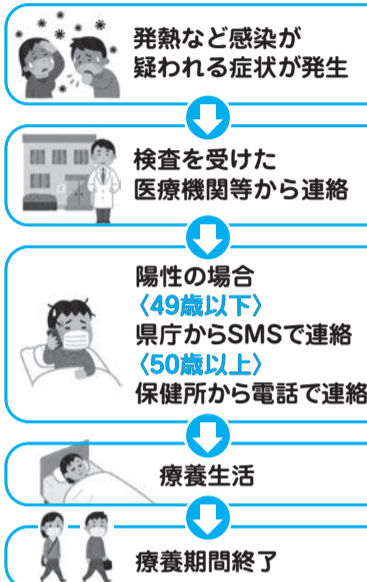 発熱など感染が
疑われる症状が発生
検査を受けた
医療機関等から連絡
陽性の場合
〈49歳以下〉
県庁からSMSで連絡
〈50歳以上〉
保健所から電話で連絡
療養生活
療養期間終了